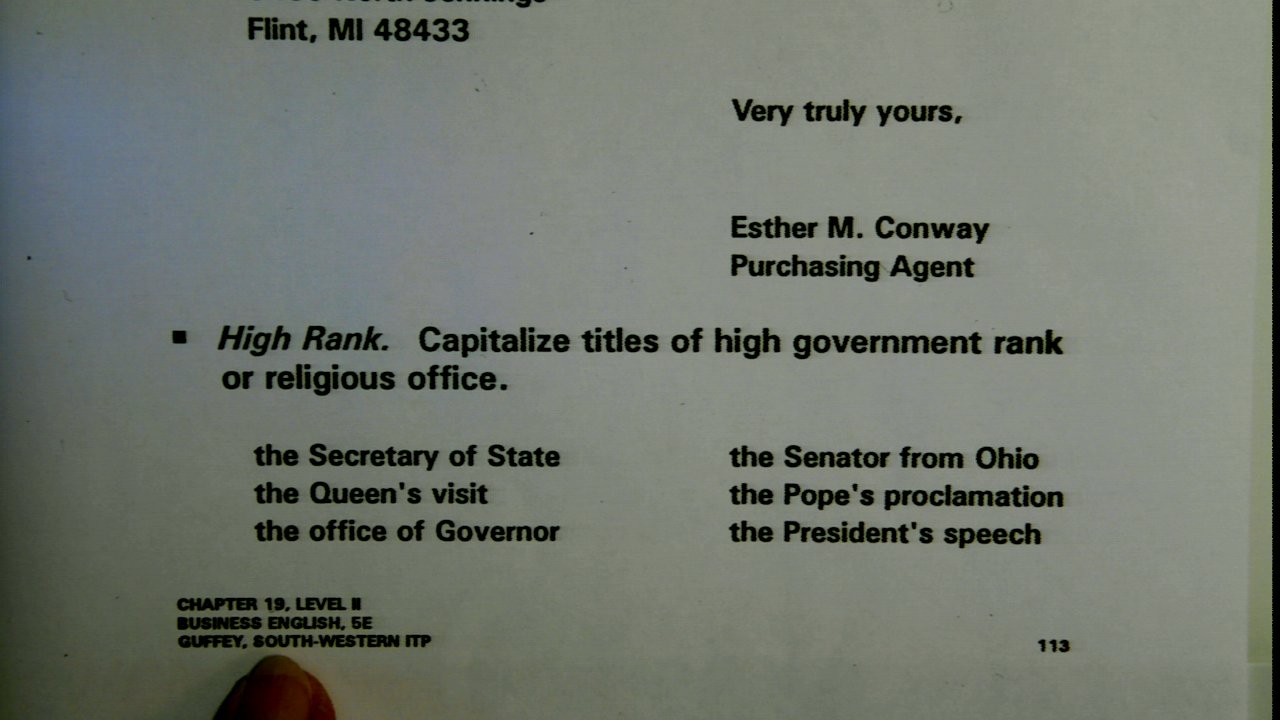 Flint, MI 48433
Very truly yours,
Esther M. Conway
Purchasing Agent
▪ High Rank. Capitalize titles of high government rank
or religious office.
the Secretary of State the Senator from Ohio
the Queen's visit the Pope's proclamation
the office of Governor the President's speech
CHAPTER 19, LEVEL II
BUSINESS ENGLISH, 5E
GUFFEY, SOUTH-WESTERN ITP
113